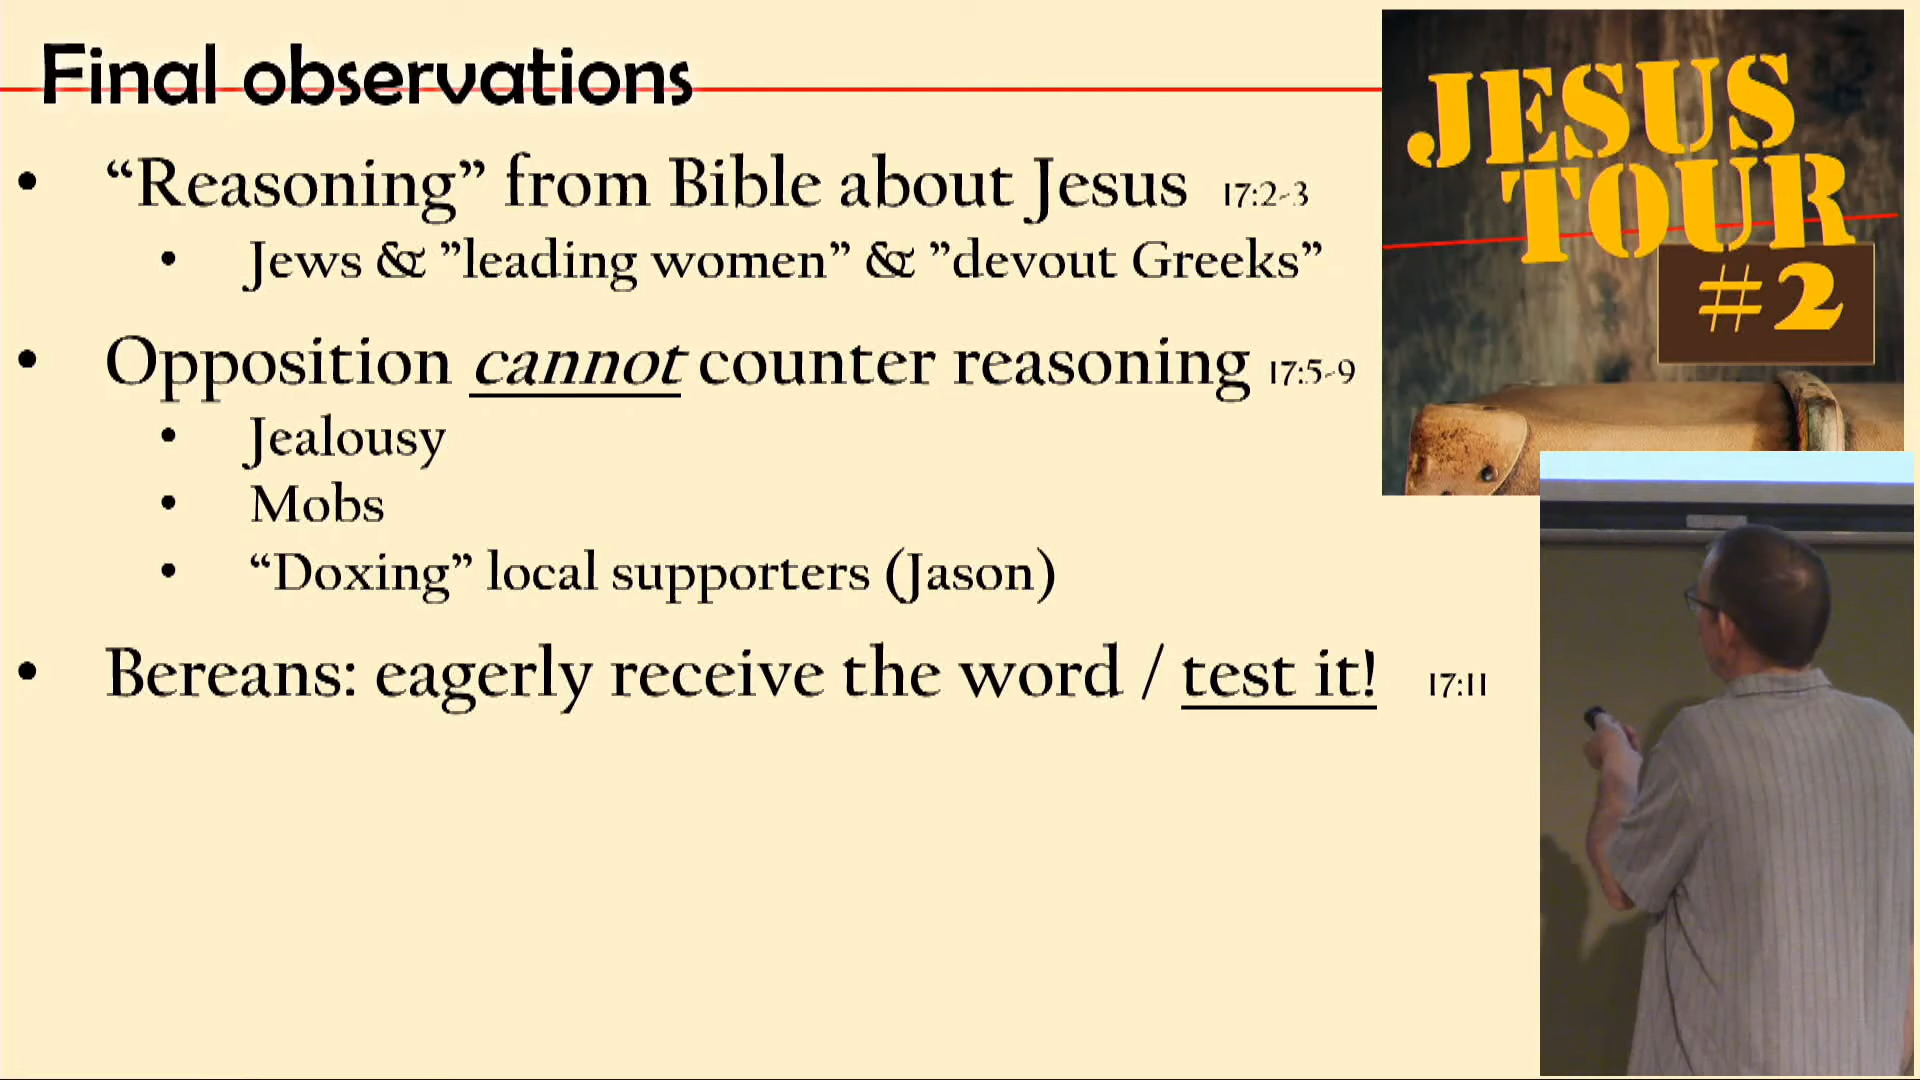 Final observations
• “Reasoning” from Bible about Jesus 17:2-3
• Jews & ”leading women” & ”devout Greeks”
• Opposition cannot counter reasoning 17:5-9
• Jealousy
• Mobs
• “Doxing” local supporters (Jason)
• Bereans: eagerly receive the word / test it! 17:11
JESUS
TOUR
#2